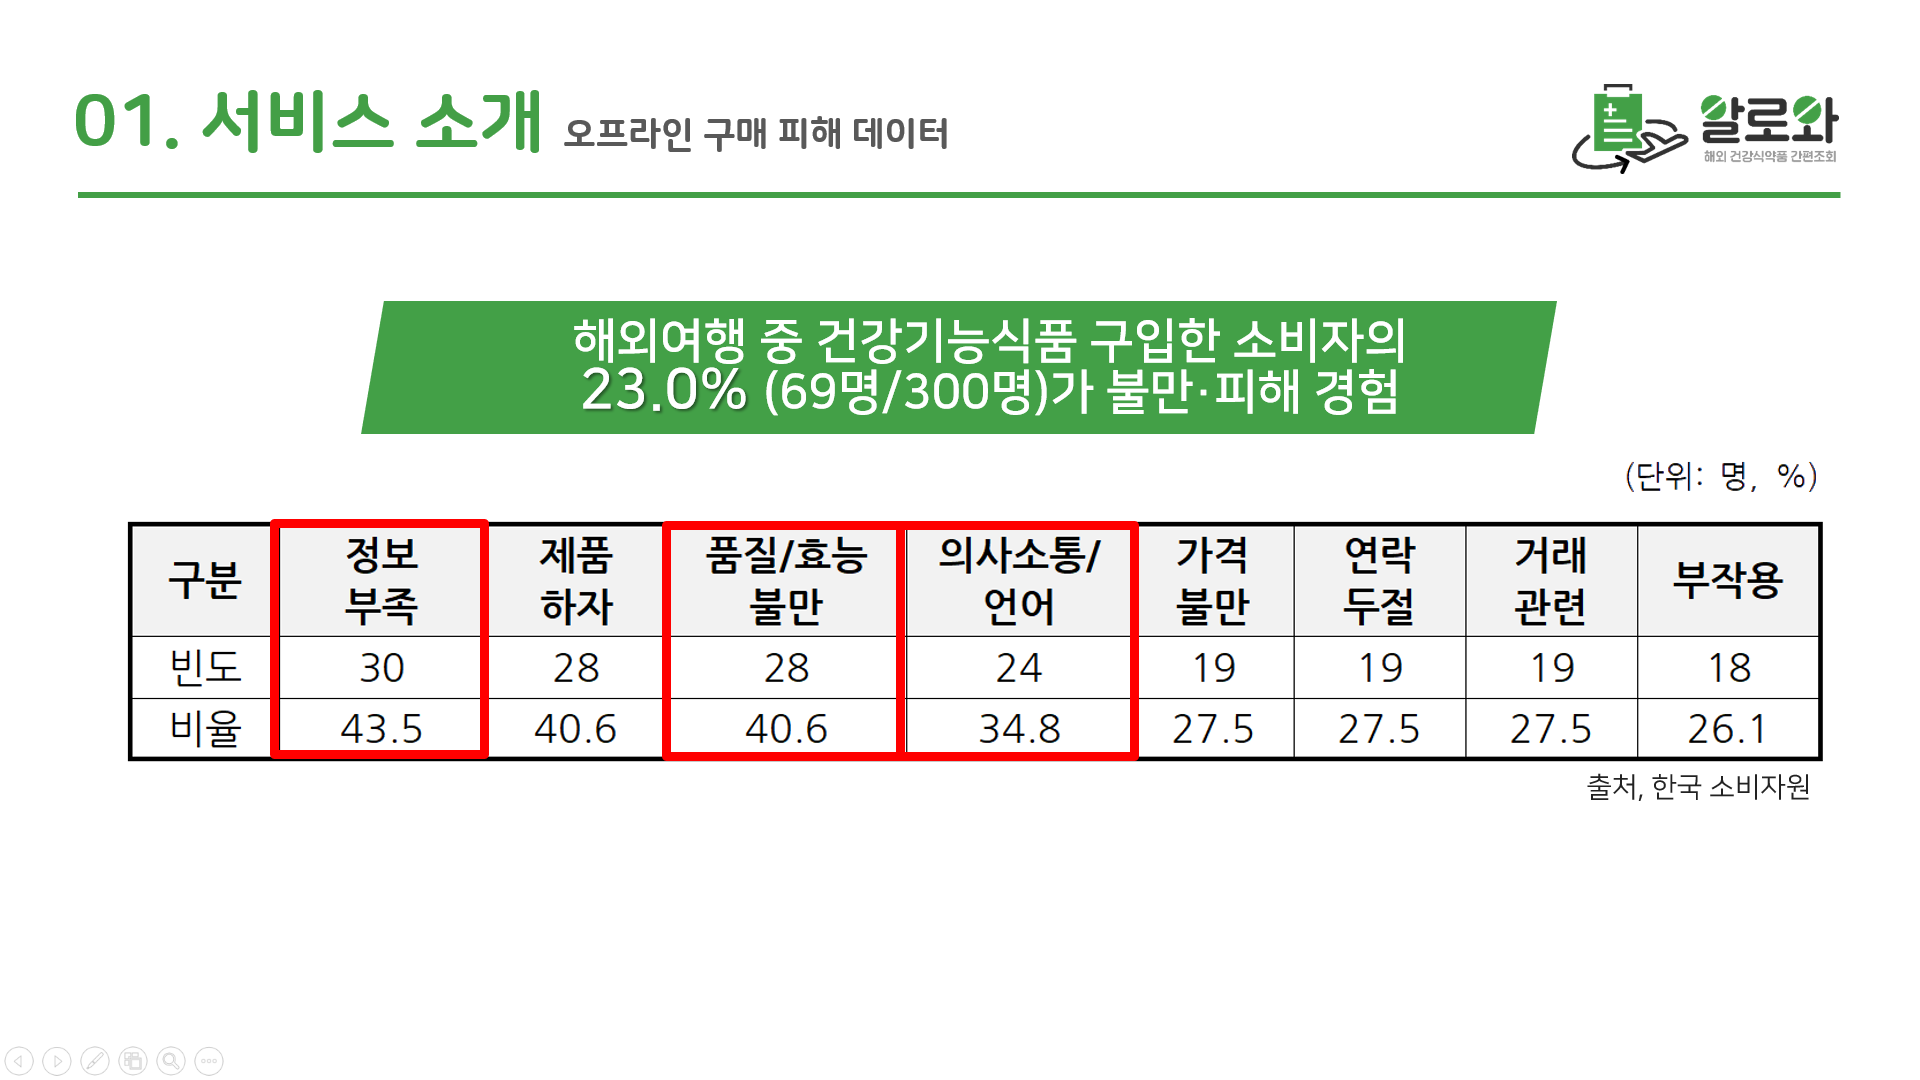 01. 서비스 소개 오프라인 구매 피해 데이터
알로와
해외 건강식약품 간편조회
해외여행 중 건강기능식품 구입한 소비자의
23.0% (69명/300명)가 불만·피해 경험
(단위: 명, %)
구분 정보 부족 제품 하자 품질/효능 불만 의사소통/ 언어 가격 불만 연락 두절 거래 관련 부작용
빈도 30 28 28 24 19 19 19 18
비율 43.5 40.6 40.6 34.8 27.5 27.5 27.5 26.1
출처, 한국 소비자원